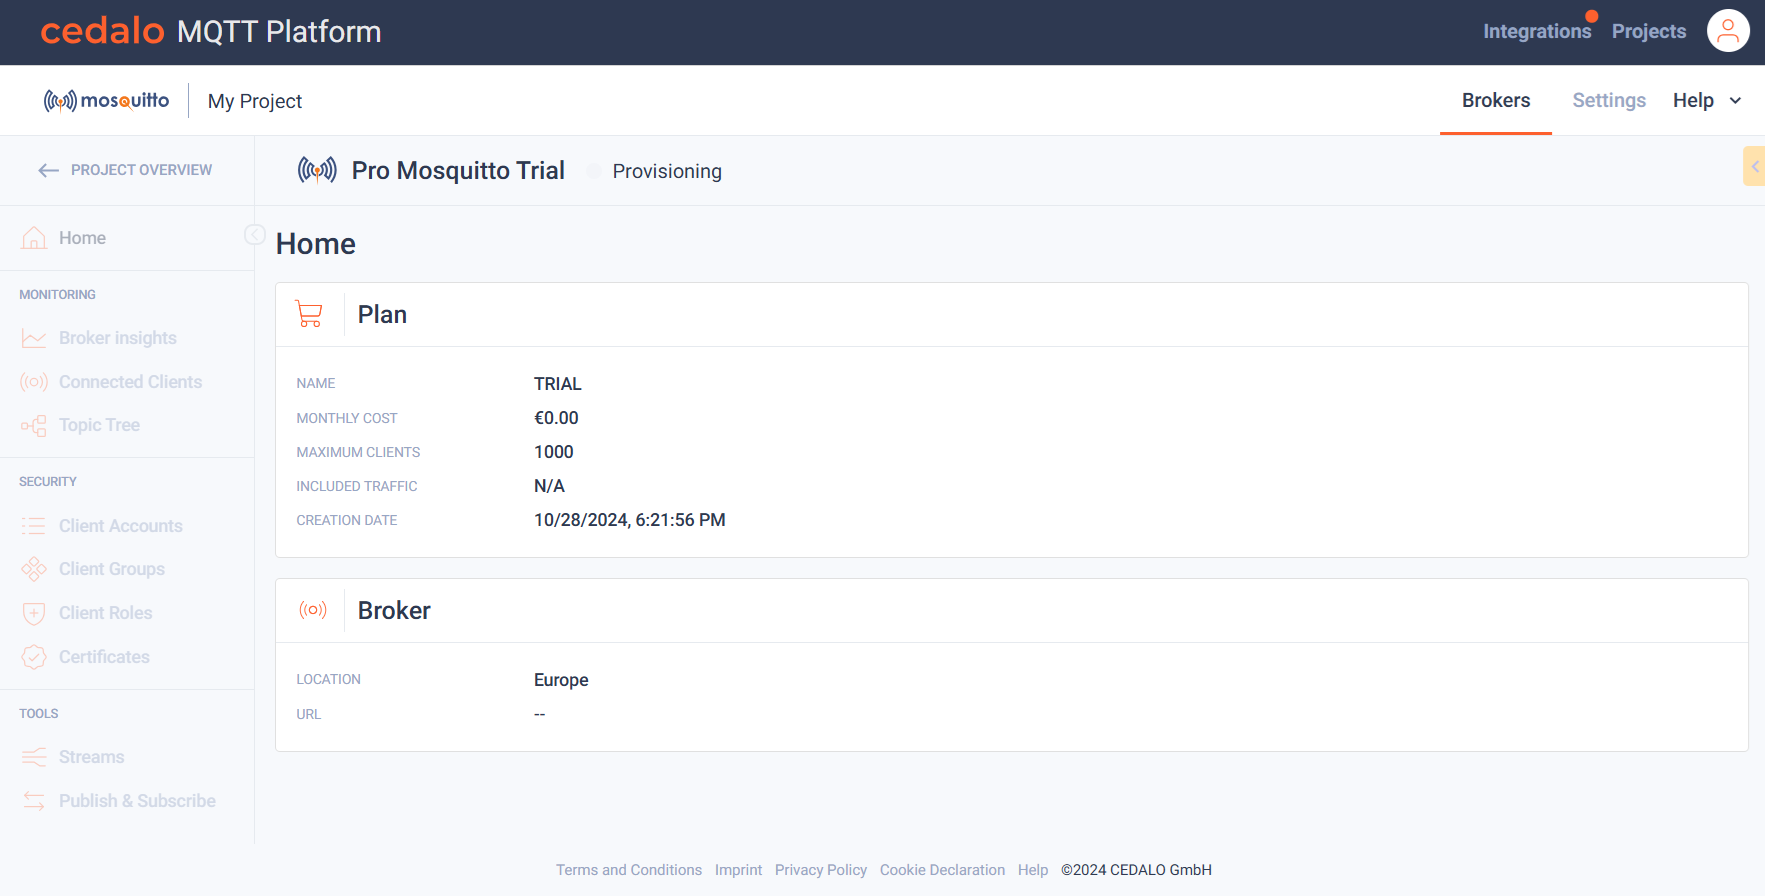 cedalo MQTT Platform
Integrations Projects
mosquitto My Project
Brokers Settings Help
PROJECT OVERVIEW
Pro Mosquitto Trial Provisioning
Home
MONITORING
Broker insights
Connected Clients
Topic Tree
SECURITY
Client Accounts
Client Groups
Client Roles
Certificates
TOOLS
Streams
Publish & Subscribe
Home
Plan
NAME TRIAL
MONTHLY COST €0.00
MAXIMUM CLIENTS 1000
INCLUDED TRAFFIC N/A
CREATION DATE 10/28/2024, 6:21:56 PM
Broker
LOCATION Europe
URL --
Terms and Conditions Imprint Privacy Policy Cookie Declaration Help ©2024 CEDALO GmbH